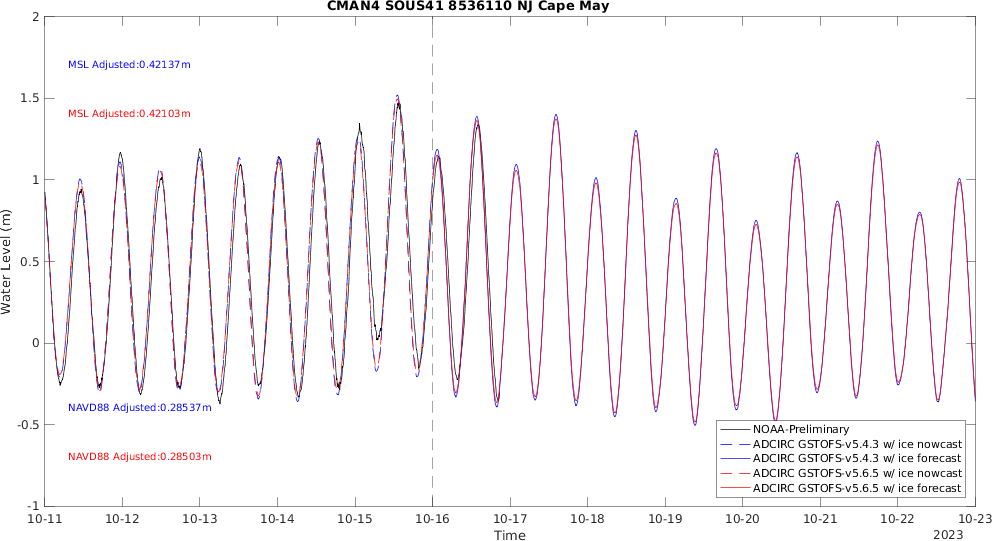 CMAN4 SOUS41 8536110 NJ Cape May
2
1.5
1
0.5
0
-0.5
-1
Water Level (m)
MSL Adjusted:0.42137m
MSL Adjusted:0.42103m
NAVD88 Adjusted:0.28537m
NAVD88 Adjusted:0.28503m
NOAA-Preliminary
ADCIRC GSTOFS-v5.4.3 w/ ice nowcast
ADCIRC GSTOFS-v5.4.3 w/ ice forecast
ADCIRC GSTOFS-v5.6.5 w/ ice nowcast
ADCIRC GSTOFS-v5.6.5 w/ ice forecast
10-11 10-12 10-13 10-14 10-15 10-16 10-17 10-18 10-19 10-20 10-21 10-22 10-23
Time
2023